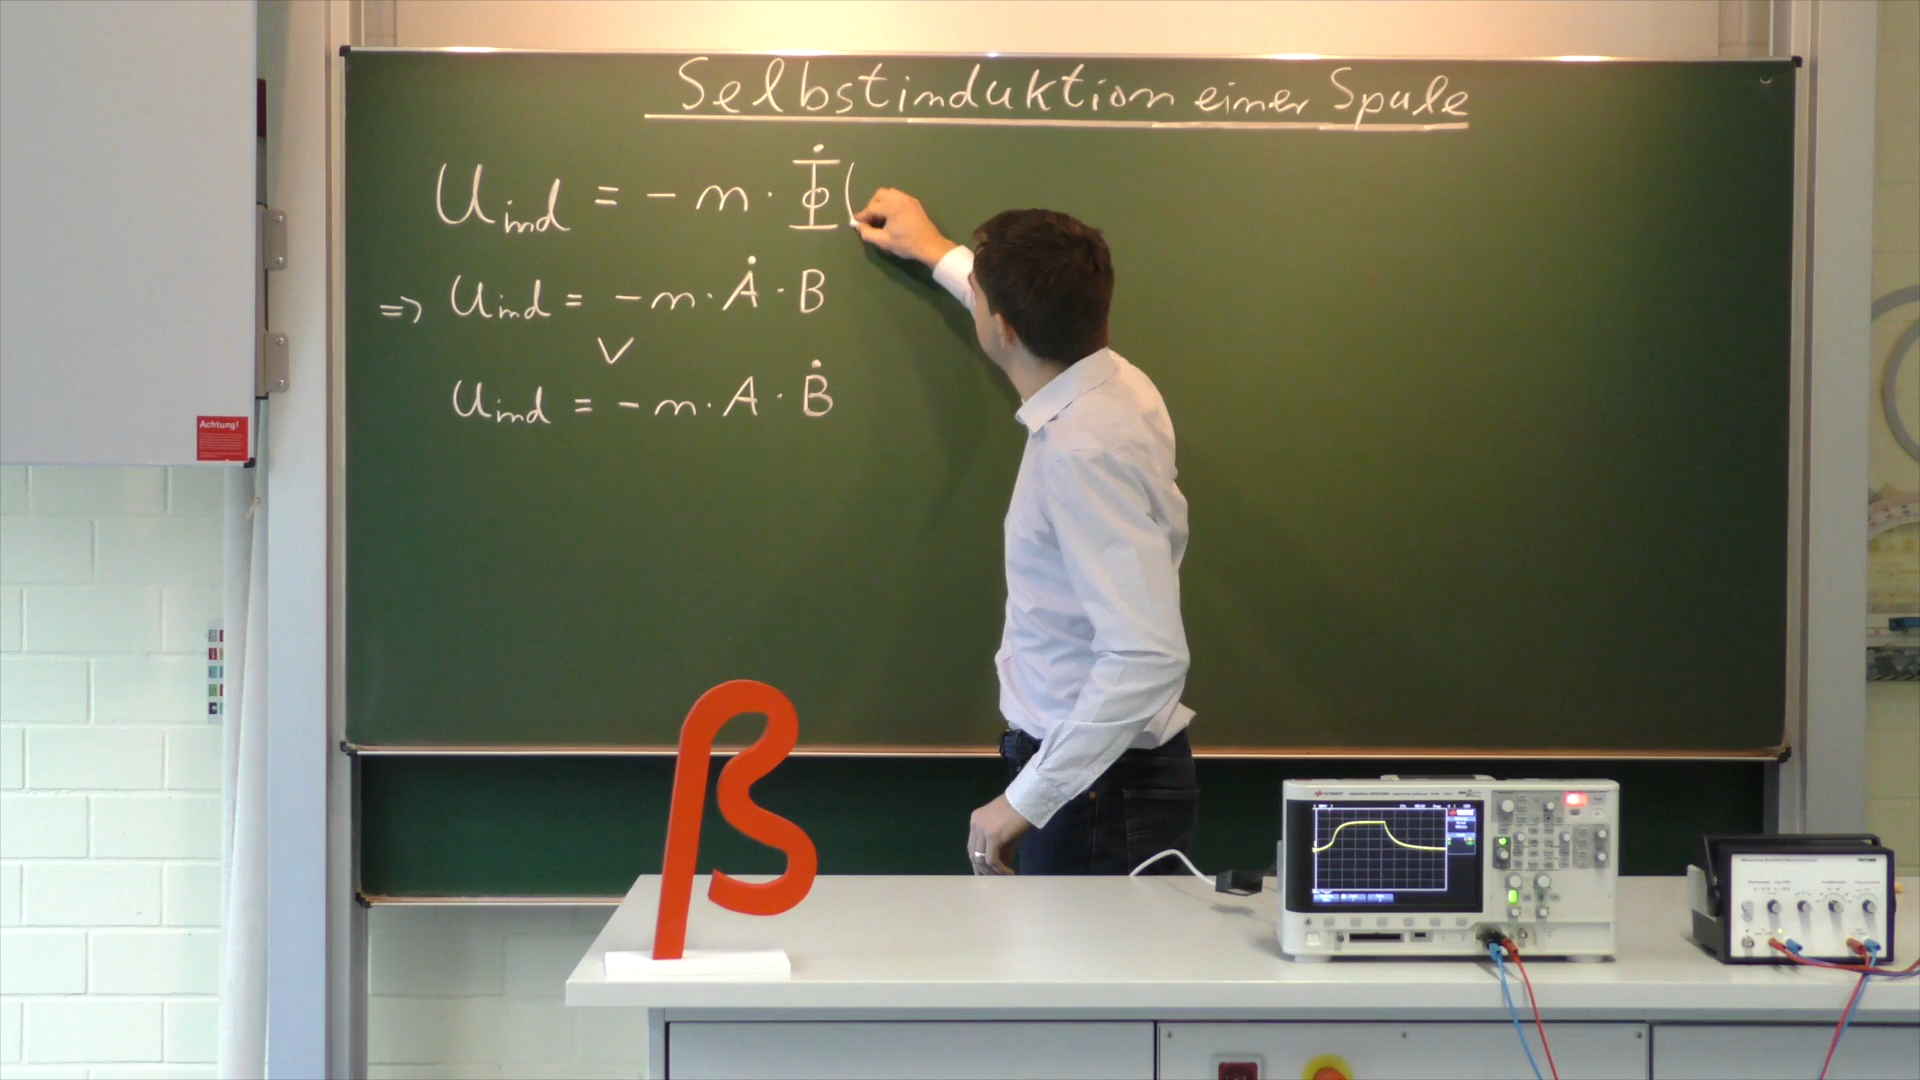 Selbstinduktion einer Spule
U_ind = - n · Φ̇ (
⇒ U_ind = - n · Ȧ · B
∨
U_ind = - n · A · Ḃ
Achtung!